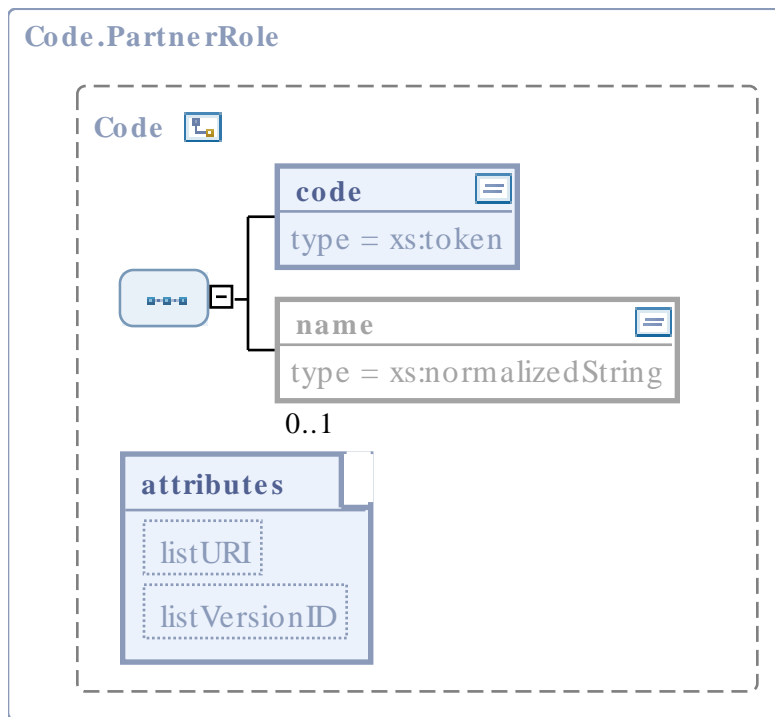 Code.PartnerRole
Code
code
type = xs:token
name
type = xs:normalizedString
0..1
attributes
listURI
listVersionID